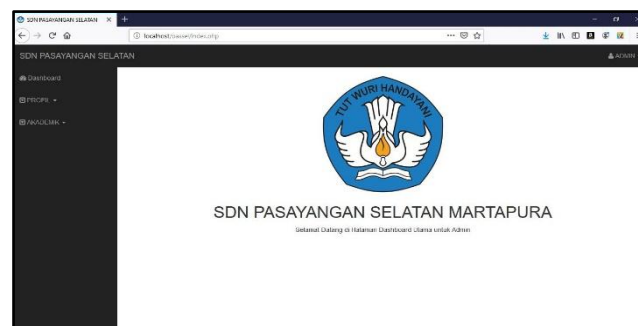 SDN PASAYANGAN SELATAN
localhost/pasel/index.php
SDN PASAYANGAN SELATAN
ADMIN
Dashboard
PROFIL
AKADEMIK
TUT WURI HANDAYANI
SDN PASAYANGAN SELATAN MARTAPURA
Selamat Datang di Halaman Dashboard Utama untuk Admin